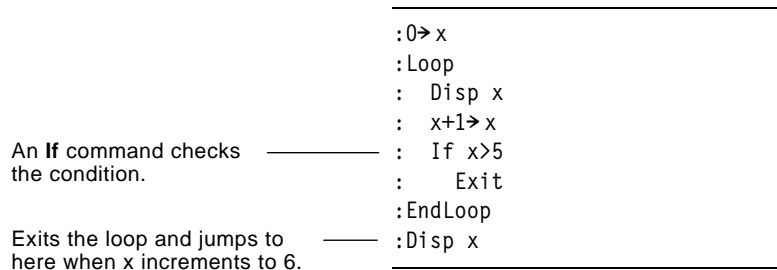 :0→x
:Loop
:  Disp x
:  x+1→x
An If command checks
the condition.
:  If x>5
:    Exit
:EndLoop
Exits the loop and jumps to
here when x increments to 6.
:Disp x